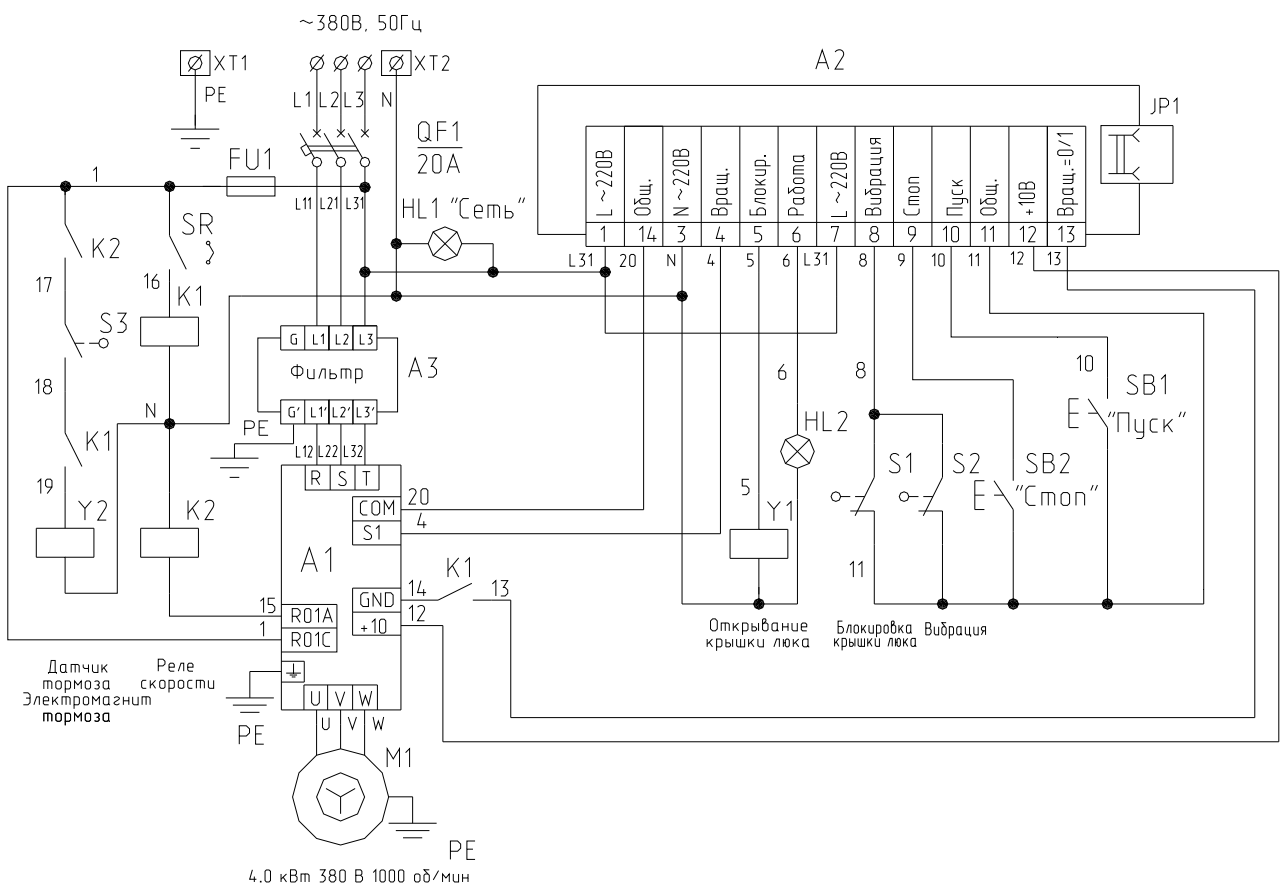 ~380В, 50Гц
XT1
XT2
A2
PE
L1 L2 L3 N
JP1
QF1
20А
FU1
1
L11 L21 L31
HL1 "Сеть"
L ~220В
Общ.
N ~220В
Вращ.
Блокир.
Работа
L ~220В
Вибрация
Стоп
Пуск
Общ.
+10В
Вращ.=0/1
1 14 3 4 5 6 7 8 9 10 11 12 13
L31 20 N 4 5 6 L31 8 9 10 11 12 13
SR
K2
17
16
K1
S3
G L1 L2 L3
Фильтр
A3
G' L1' L2' L3'
18
N
PE
K1
L12 L22 L32
6
8
10
SB1
"Пуск"
HL2
R S T
19
Y2
K2
COM
20
S1
4
A1
5
Y1
S1
S2
SB2
"Стоп"
11
15
R01A
1
R01C
GND
14
K1
13
+10
12
Открывание
крышки люка
Блокировка
крышки люка
Вибрация
Датчик
тормоза
Электромагнит
тормоза
Реле
скорости
PE
U V W
U V W
M1
PE
4.0 кВт 380 В 1000 об/мин